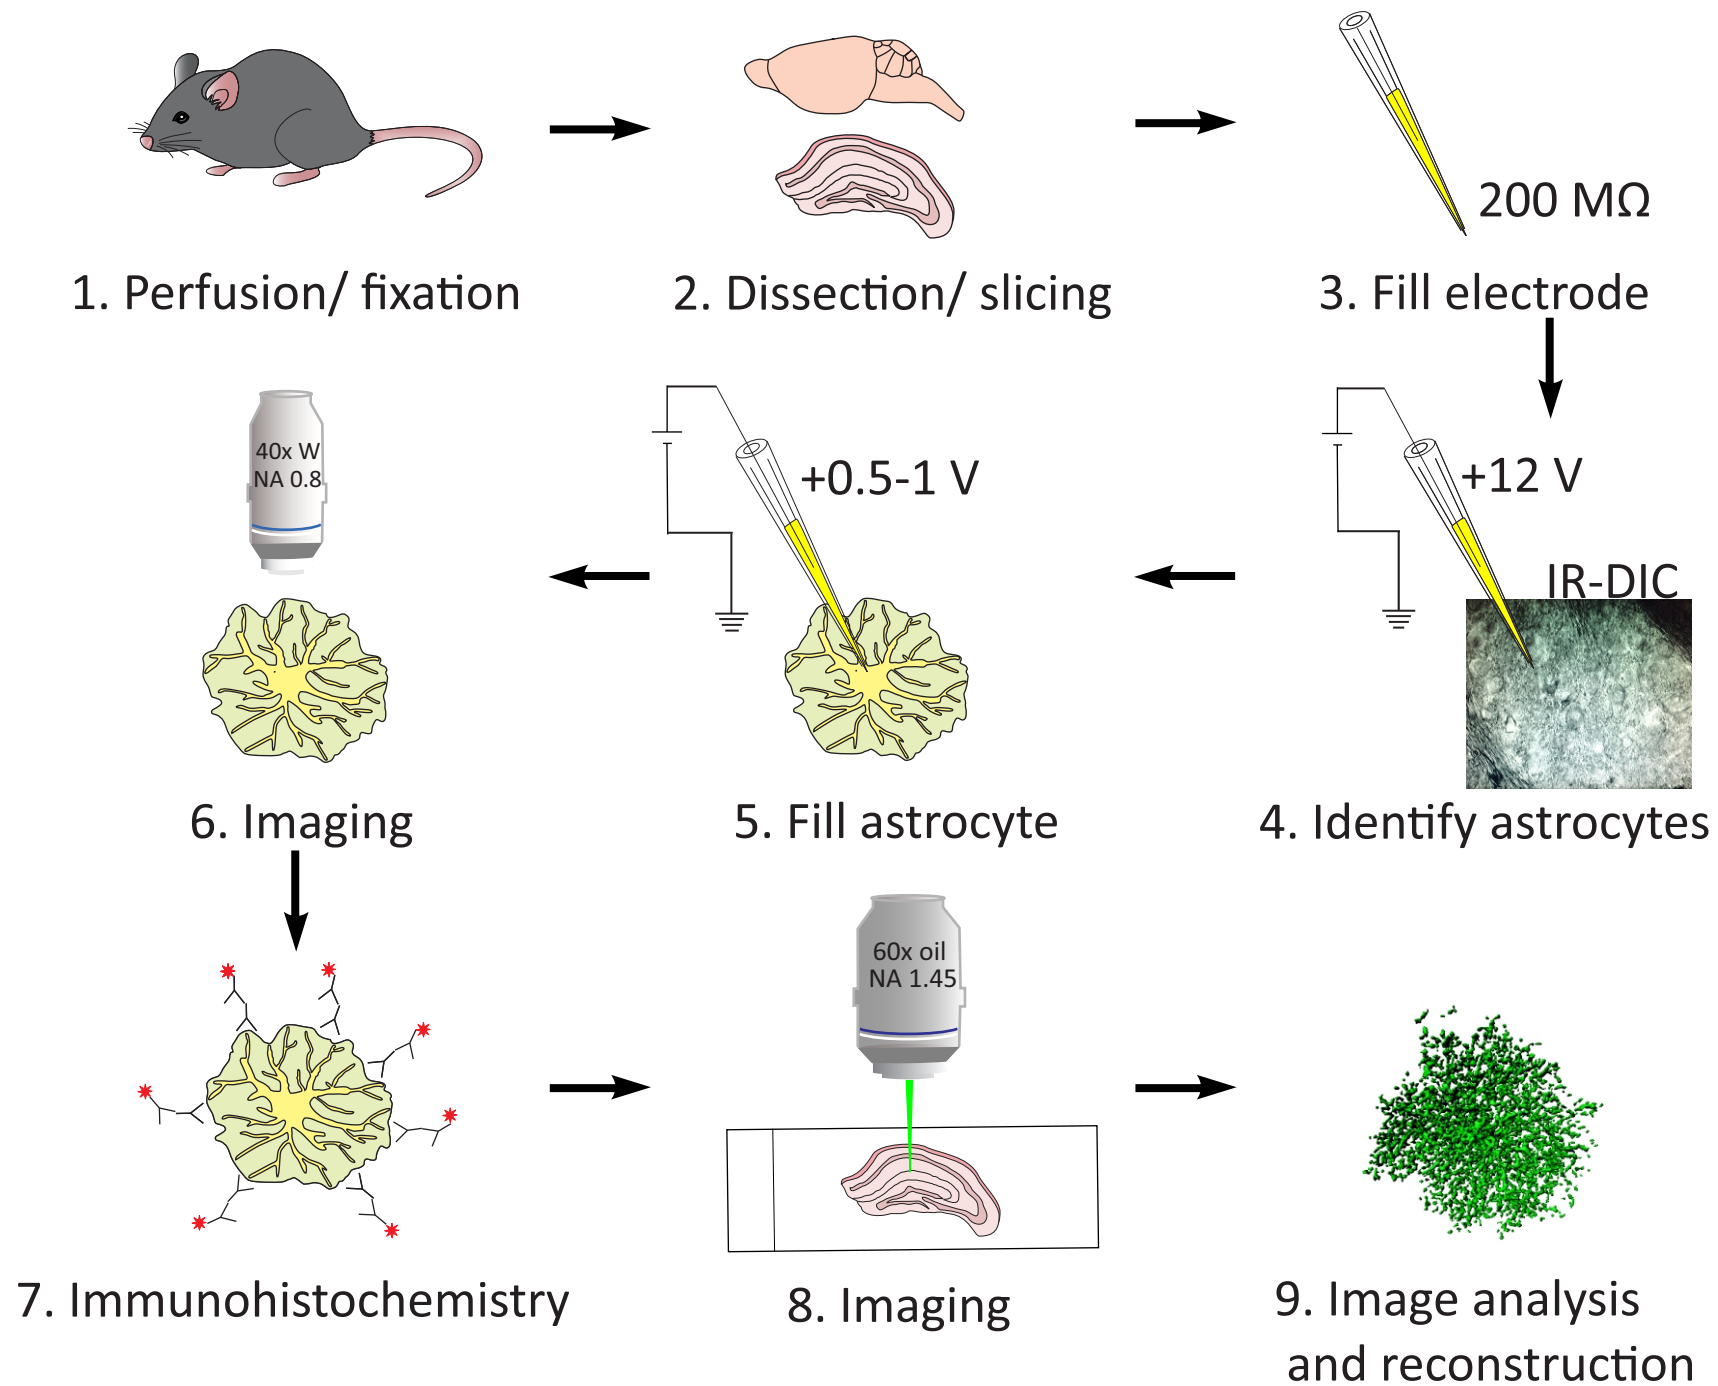 200 MΩ
1. Perfusion/ fixation
2. Dissection/ slicing
3. Fill electrode
40x W
NA 0.8
+0.5-1 V
+12 V
IR-DIC
6. Imaging
5. Fill astrocyte
4. Identify astrocytes
60x oil
NA 1.45
7. Immunohistochemistry
8. Imaging
9. Image analysis
and reconstruction